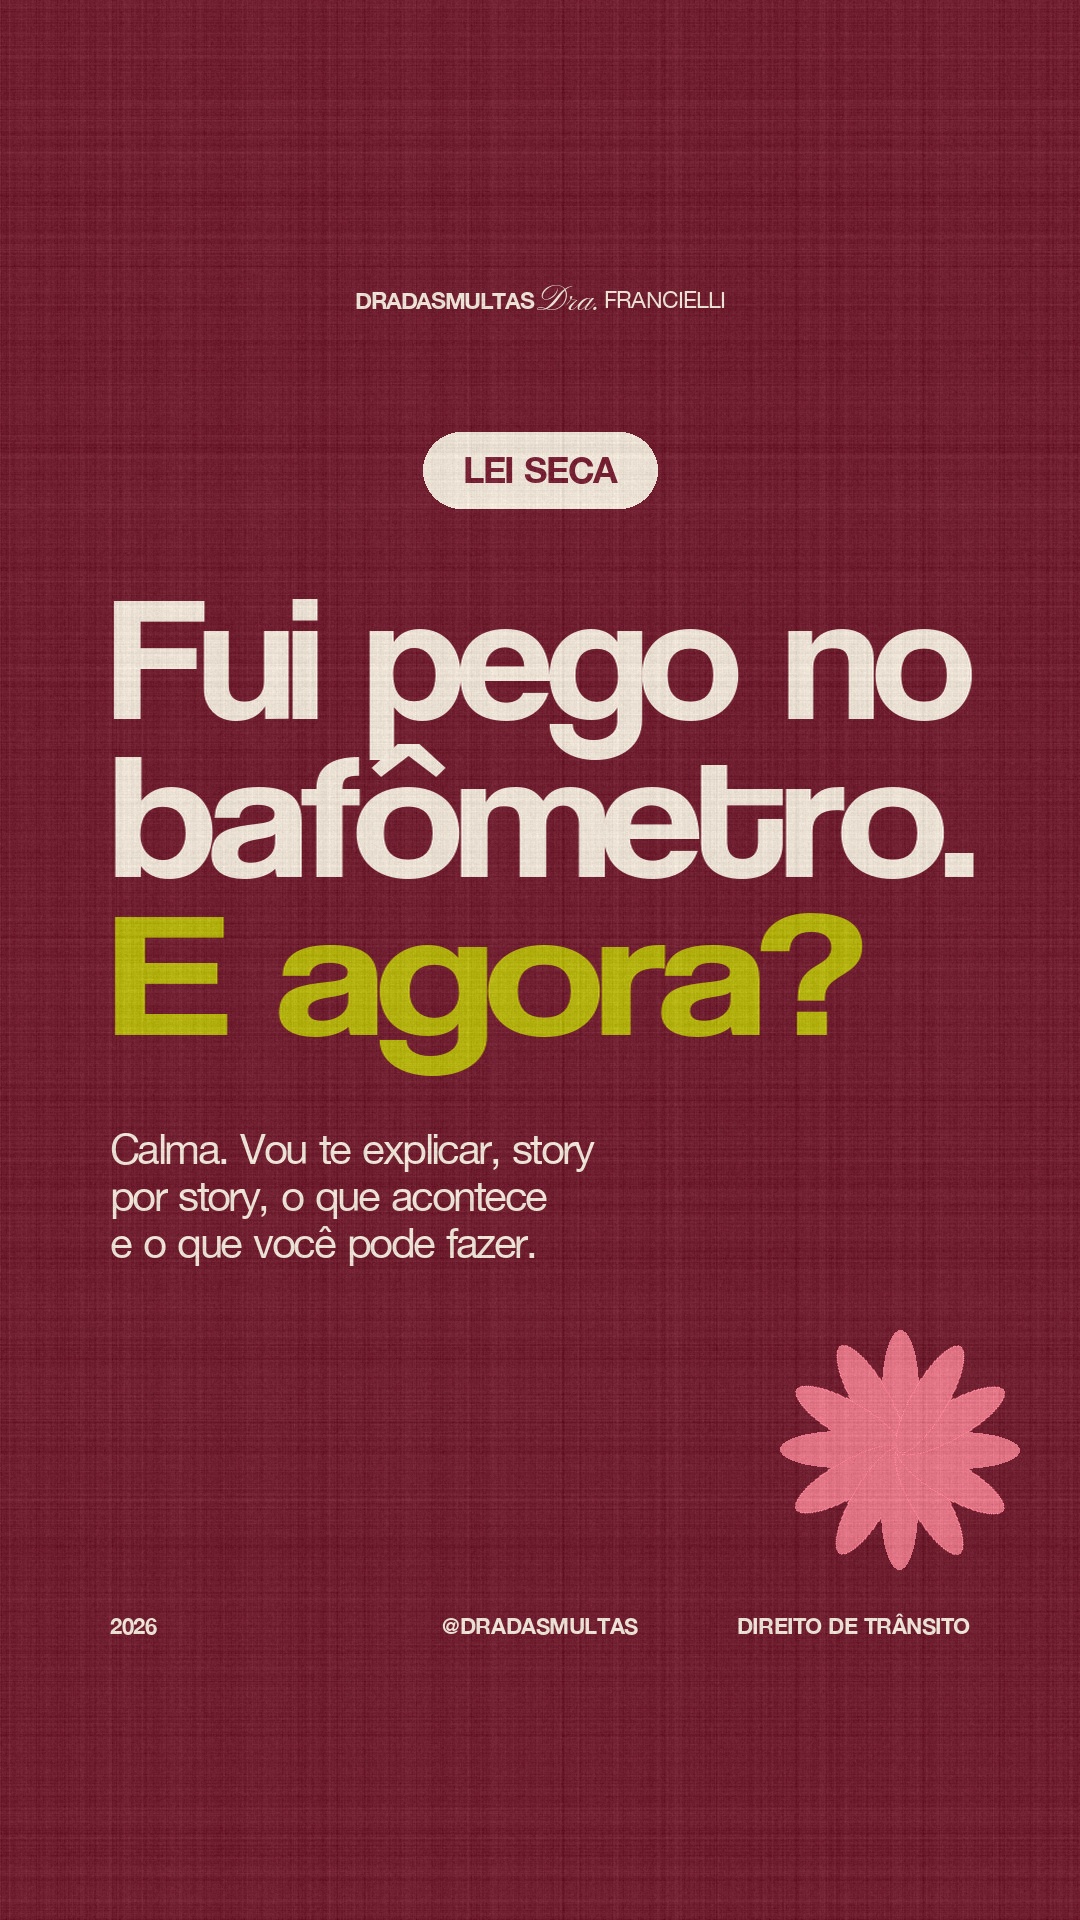 DRADASMULTAS Dra. FRANCIELLI
LEI SECA
Fui pego no
bafômetro.
E agora?
Calma. Vou te explicar, story
por story, o que acontece
e o que você pode fazer.
2026 @DRADASMULTAS DIREITO DE TRÂNSITO